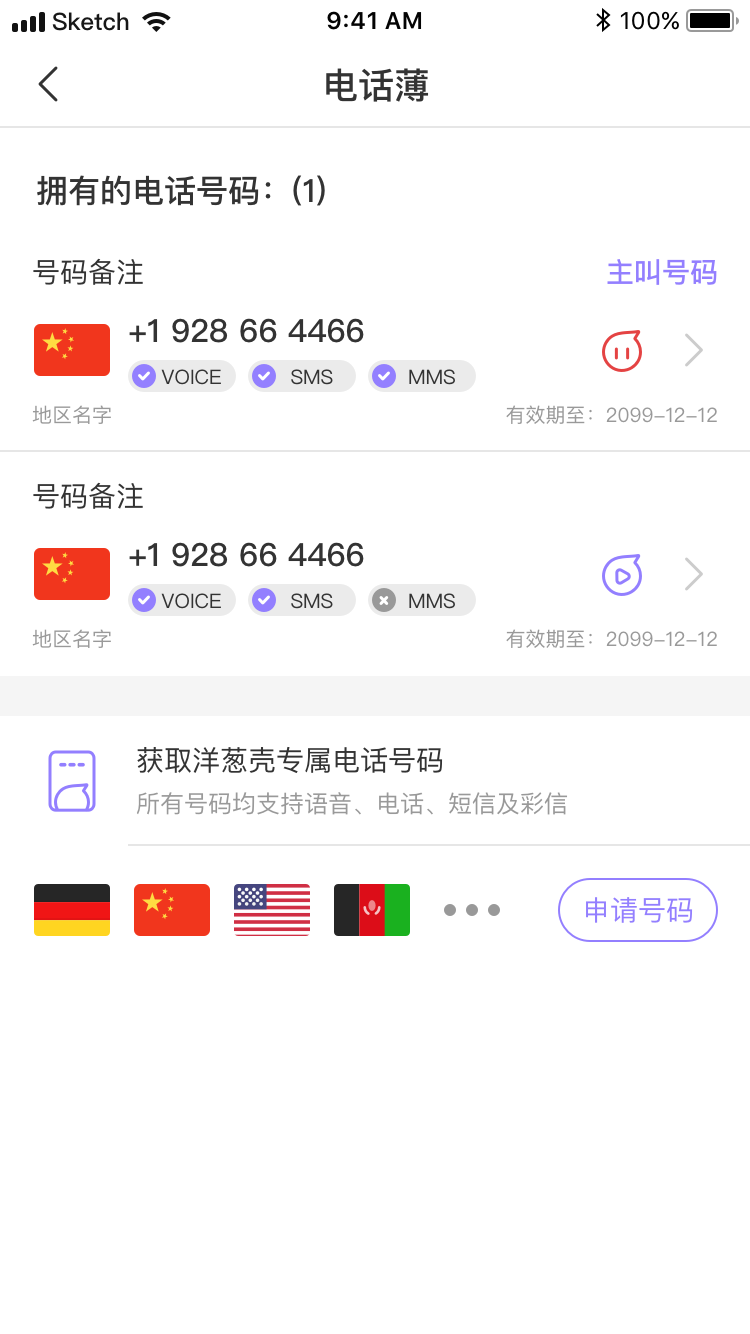 Sketch 9:41 AM 100%
电话薄
拥有的电话号码：(1)
号码备注 主叫号码
+1 928 66 4466
VOICE SMS MMS
地区名字 有效期至：2099-12-12
号码备注
+1 928 66 4466
VOICE SMS MMS
地区名字 有效期至：2099-12-12
获取洋葱壳专属电话号码
所有号码均支持语音、电话、短信及彩信
申请号码